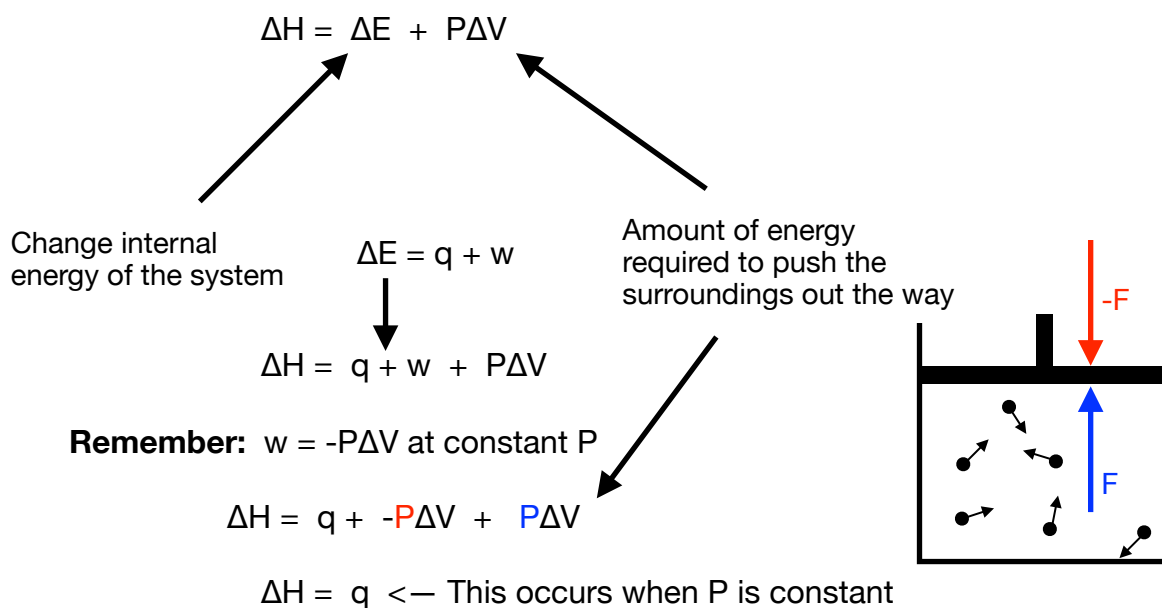 ΔH = ΔE + PΔV
Change internal
energy of the system
ΔE = q + w
Amount of energy
required to push the
surroundings out the way
-F
ΔH = q + w + PΔV
Remember: w = -PΔV at constant P
F
ΔH = q + -PΔV + PΔV
ΔH = q <— This occurs when P is constant